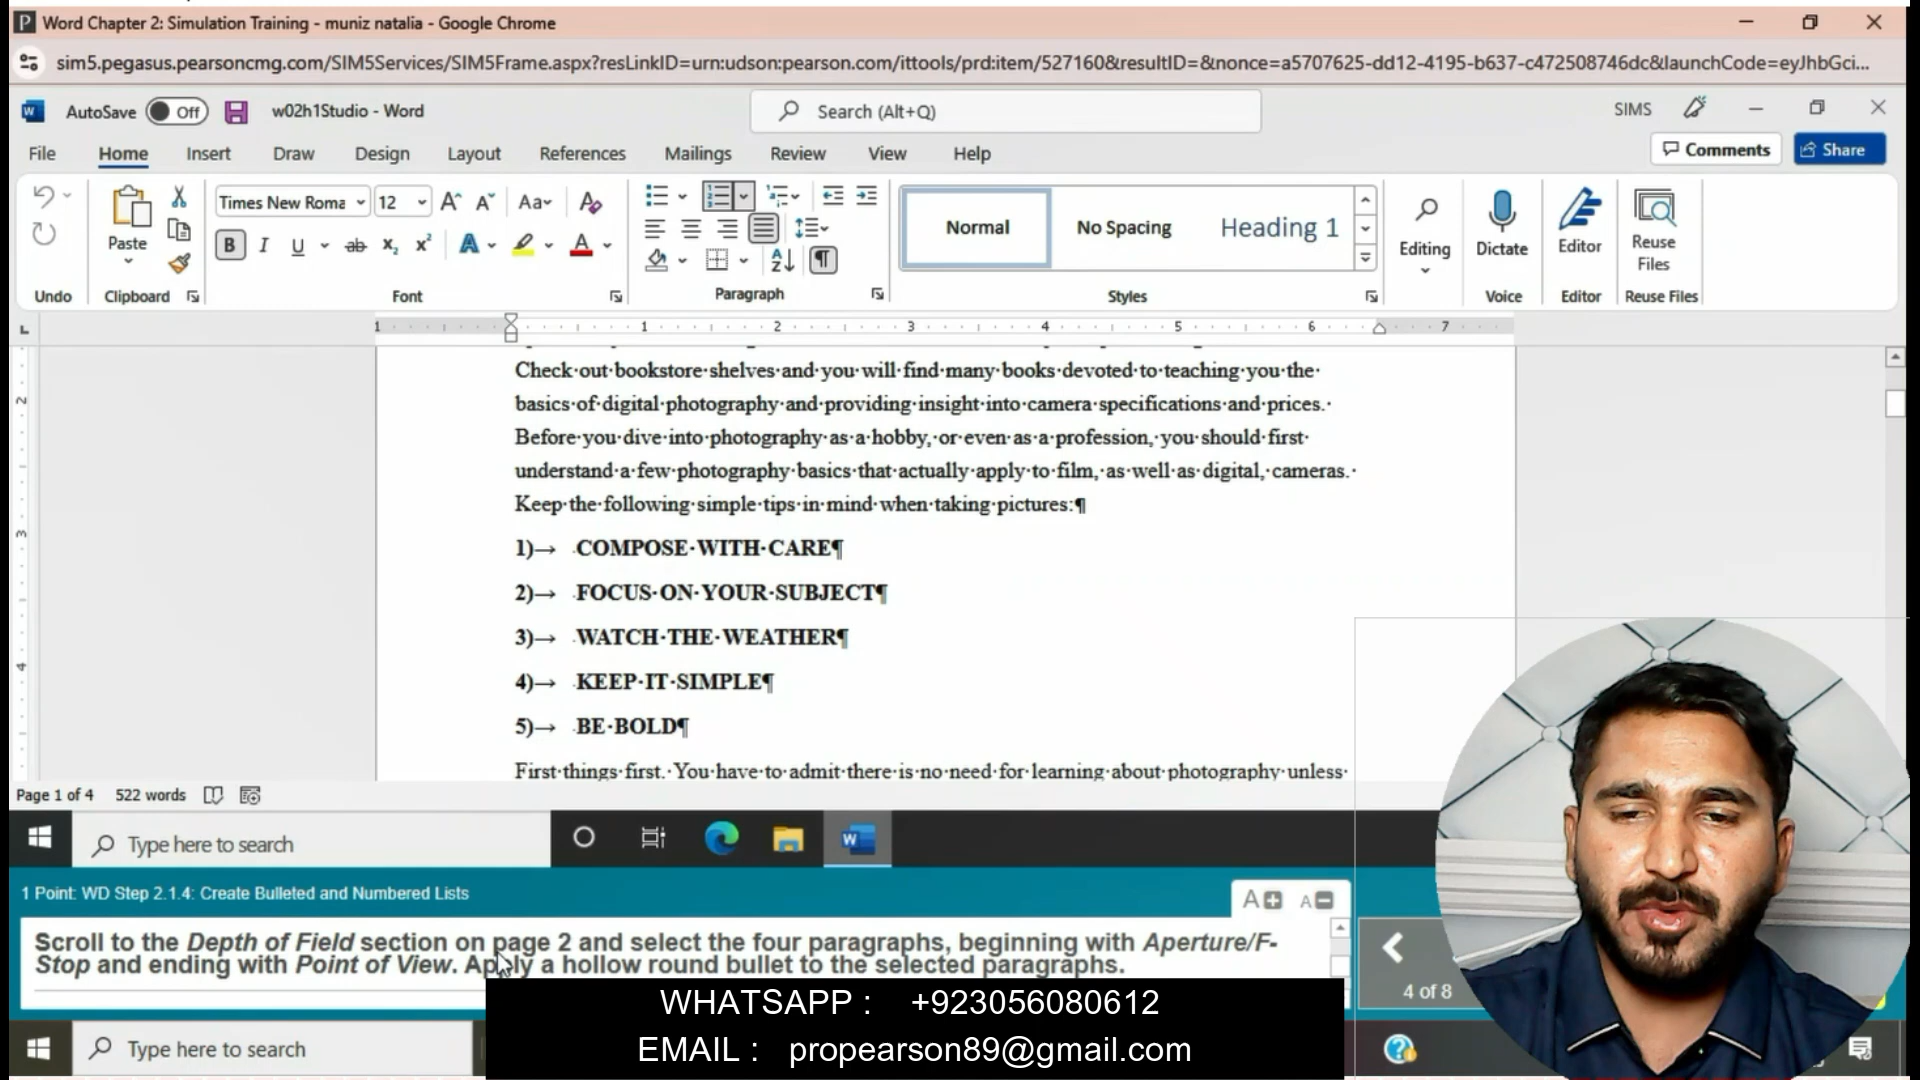 Word Chapter 2: Simulation Training - muniz natalia - Google Chrome
sim5.pegasus.pearsoncmg.com/SIM5Services/SIM5Frame.aspx?resLinkID=urn:udson:pearson.com/ittools/prd:item/527160&resultID=&nonce=a5707625-dd12-4195-b637-c472508746dc&launchCode=eyJhbGci...
AutoSave Off w02h1Studio - Word Search (Alt+Q) SIMS
File Home Insert Draw Design Layout References Mailings Review View Help Comments Share
Times New Roma 12 Aa
Normal No Spacing Heading 1
Paste Editing Dictate Editor Reuse Files
Undo Clipboard Font Paragraph Styles Voice Editor Reuse Files
1 1 2 3 4 5 6 7
Check·out·bookstore·shelves·and·you·will·find·many·books·devoted·to·teaching·you·the·
basics·of·digital·photography·and·providing·insight·into·camera·specifications·and·prices.·
Before·you·dive·into·photography·as·a·hobby,·or·even·as·a·profession,·you·should·first·
understand·a·few·photography·basics·that·actually·apply·to·film,·as·well·as·digital,·cameras.·
Keep·the·following·simple·tips·in·mind·when·taking·pictures:¶
1)→ COMPOSE·WITH·CARE¶
2)→ FOCUS·ON·YOUR·SUBJECT¶
3)→ WATCH·THE·WEATHER¶
4)→ KEEP·IT·SIMPLE¶
5)→ BE·BOLD¶
First·things·first.·You·have·to·admit·there·is·no·need·for·learning·about·photography·unless·
Page 1 of 4 522 words
Type here to search
1 Point: WD Step 2.1.4: Create Bulleted and Numbered Lists
Scroll to the Depth of Field section on page 2 and select the four paragraphs, beginning with Aperture/F-
Stop and ending with Point of View. Apply a hollow round bullet to the selected paragraphs.
4 of 8
WHATSAPP : +923056080612
EMAIL : propearson89@gmail.com
Type here to search